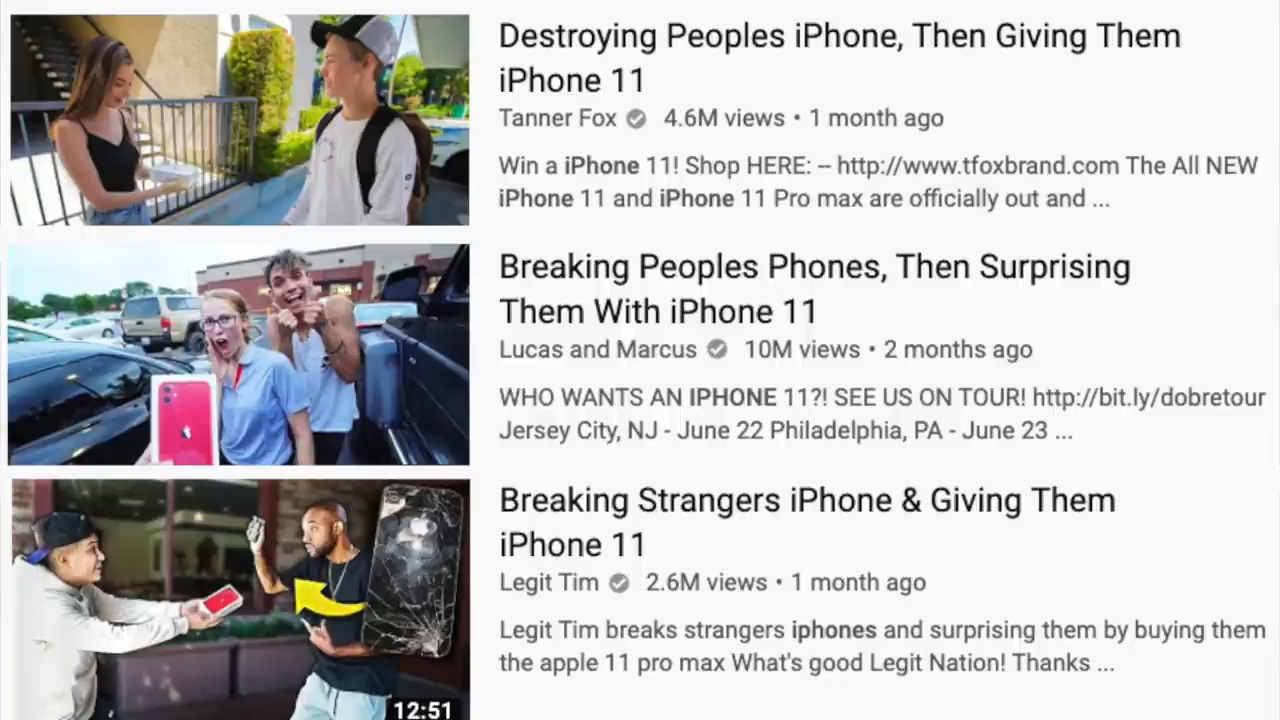 Destroying Peoples iPhone, Then Giving Them
iPhone 11
Tanner Fox 4.6M views • 1 month ago
Win a iPhone 11! Shop HERE: -- http://www.tfoxbrand.com The All NEW
iPhone 11 and iPhone 11 Pro max are officially out and ...
Breaking Peoples Phones, Then Surprising
Them With iPhone 11
Lucas and Marcus 10M views • 2 months ago
WHO WANTS AN IPHONE 11?! SEE US ON TOUR! http://bit.ly/dobretour
Jersey City, NJ - June 22 Philadelphia, PA - June 23 ...
Breaking Strangers iPhone & Giving Them
iPhone 11
Legit Tim 2.6M views • 1 month ago
Legit Tim breaks strangers iphones and surprising them by buying them
the apple 11 pro max What's good Legit Nation! Thanks ...
12:51